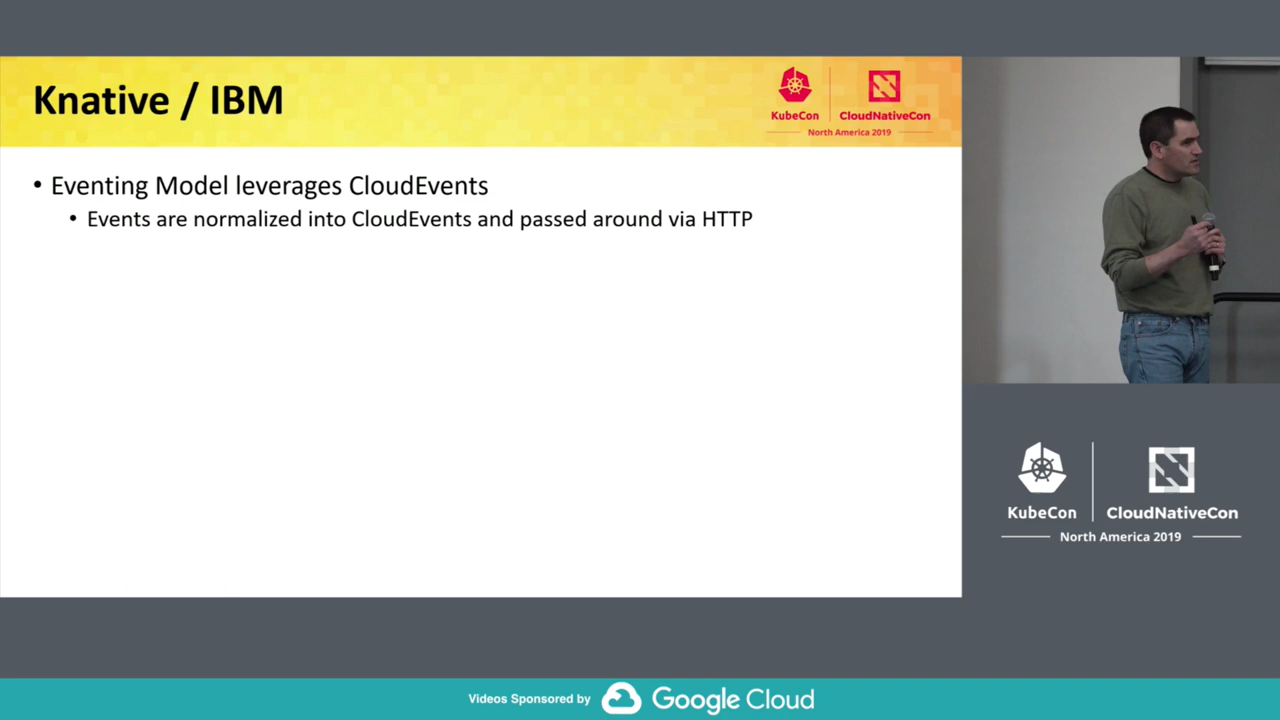 Knative / IBM
KubeCon
CloudNativeCon
North America 2019
• Eventing Model leverages CloudEvents
• Events are normalized into CloudEvents and passed around via HTTP
KubeCon
CloudNativeCon
North America 2019
Videos Sponsored by Google Cloud